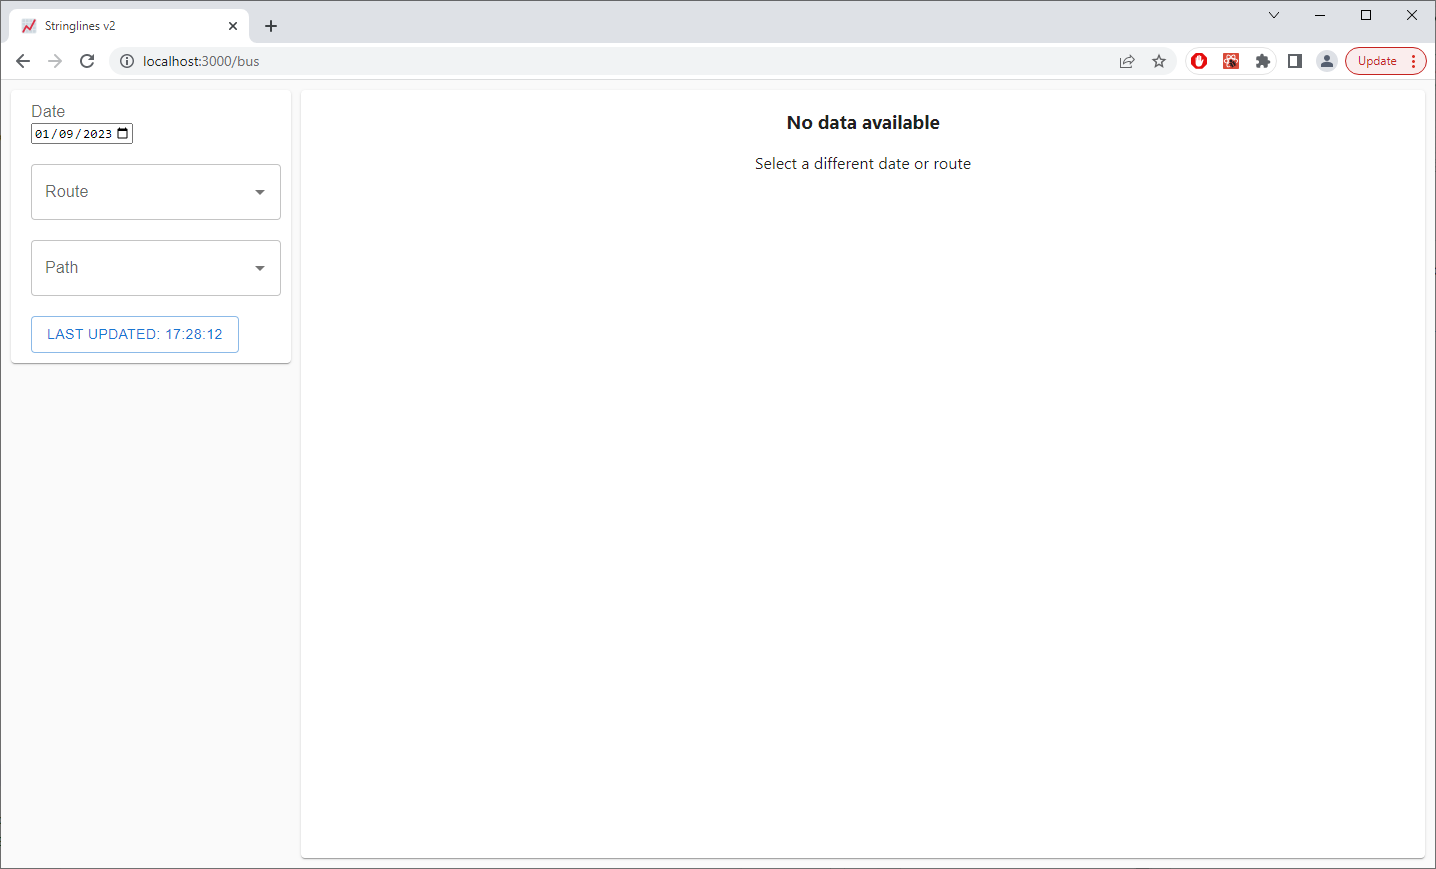 Stringlines v2
localhost:3000/bus
Update
Date
01/09/2023
Route
Path
LAST UPDATED: 17:28:12
No data available
Select a different date or route